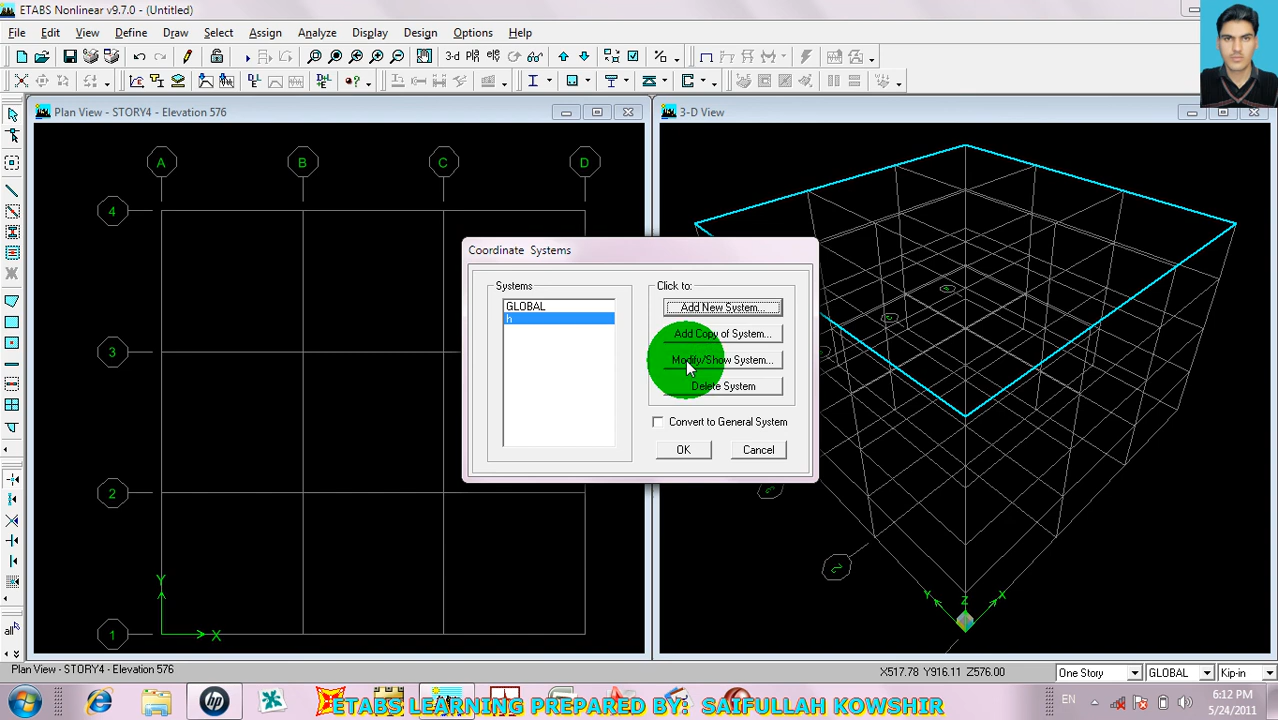 ETABS Nonlinear v9.7.0 - (Untitled)
File Edit View Define Draw Select Assign Analyze Display Design Options Help
3-d
Plan View - STORY4 - Elevation 576
3-D View
A B C D
4
3
2
1
Y
X
Coordinate Systems
Systems
GLOBAL
h
Click to:
Add New System...
Add Copy of System...
Modify/Show System...
Delete System
Convert to General System
OK Cancel
2
Y Z X
all
Plan View - STORY4 - Elevation 576
X517.78 Y916.11 Z576.00
One Story
GLOBAL
Kip-in
EN
6:12 PM
5/24/2011
ETABS LEARNING PREPARED BY: SAIFULLAH KOWSHIR